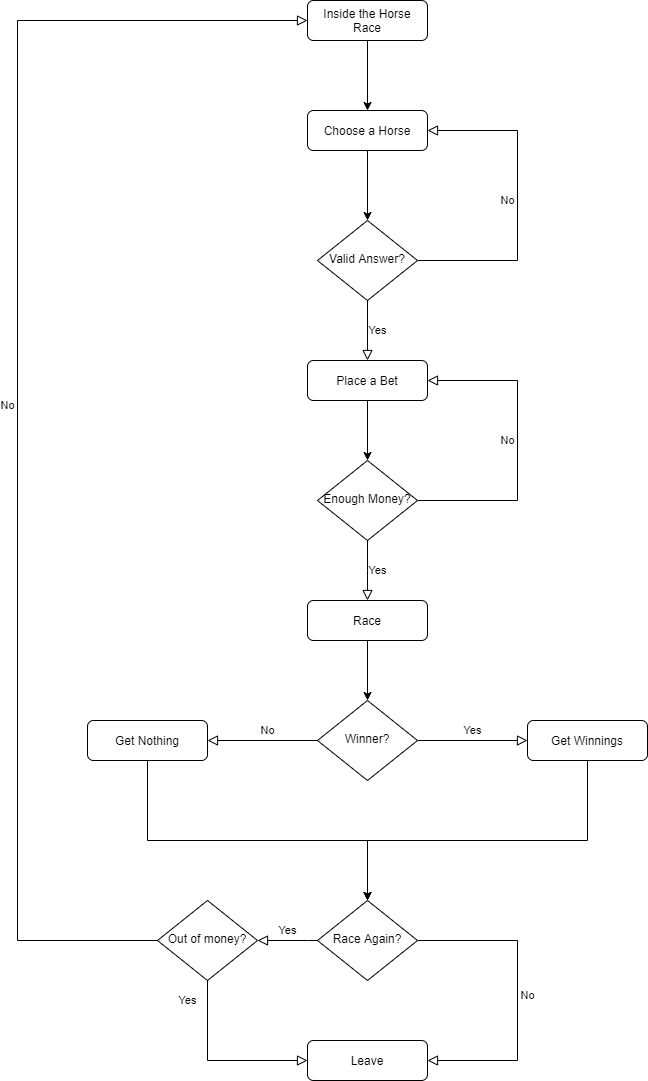 Inside the Horse
Race
Choose a Horse
No
Valid Answer?
Yes
Place a Bet
No
No
Enough Money?
Yes
Race
Get Nothing
No
Winner?
Yes
Get Winnings
Out of money?
Yes
Race Again?
Yes
No
Leave